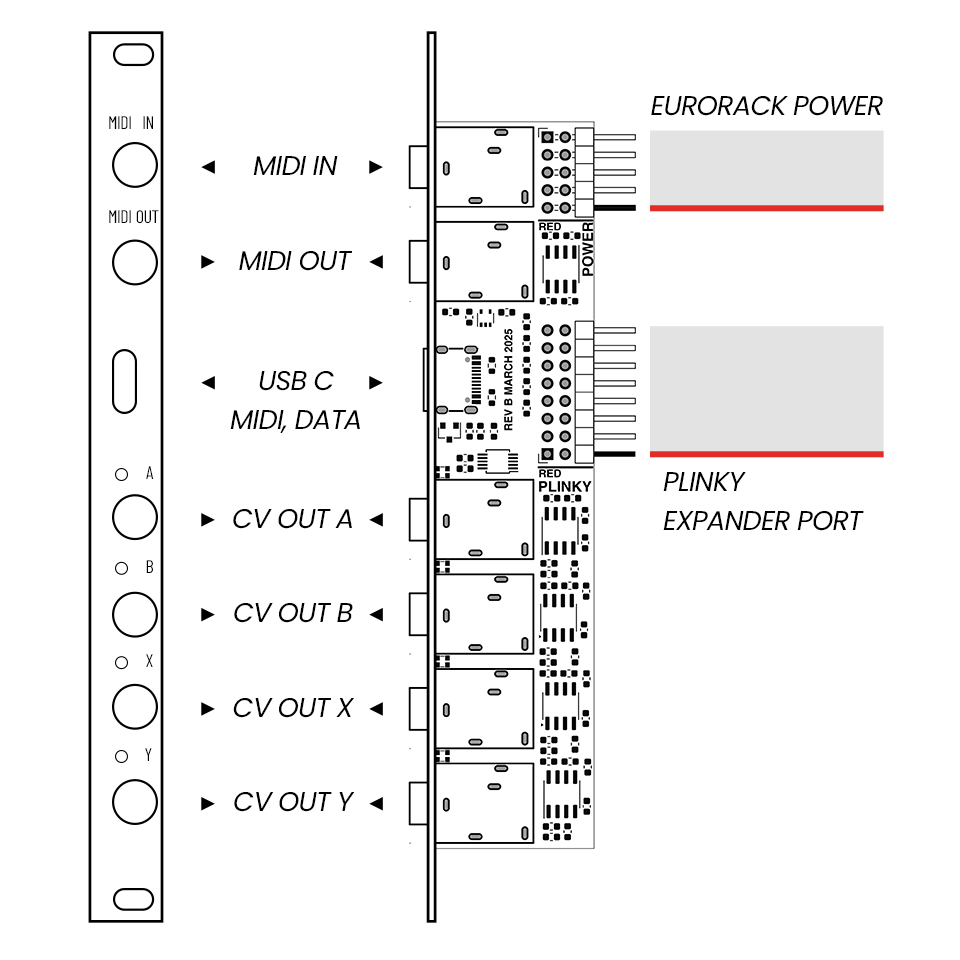 MIDI IN
MIDI OUT
A
B
X
Y
◄ MIDI IN ►
► MIDI OUT ◄
◄ USB C ►
MIDI, DATA
► CV OUT A ◄
► CV OUT B ◄
► CV OUT X ◄
► CV OUT Y ◄
RED
POWER
REV B MARCH 2025
RED
PLINKY
EURORACK POWER
PLINKY
EXPANDER PORT